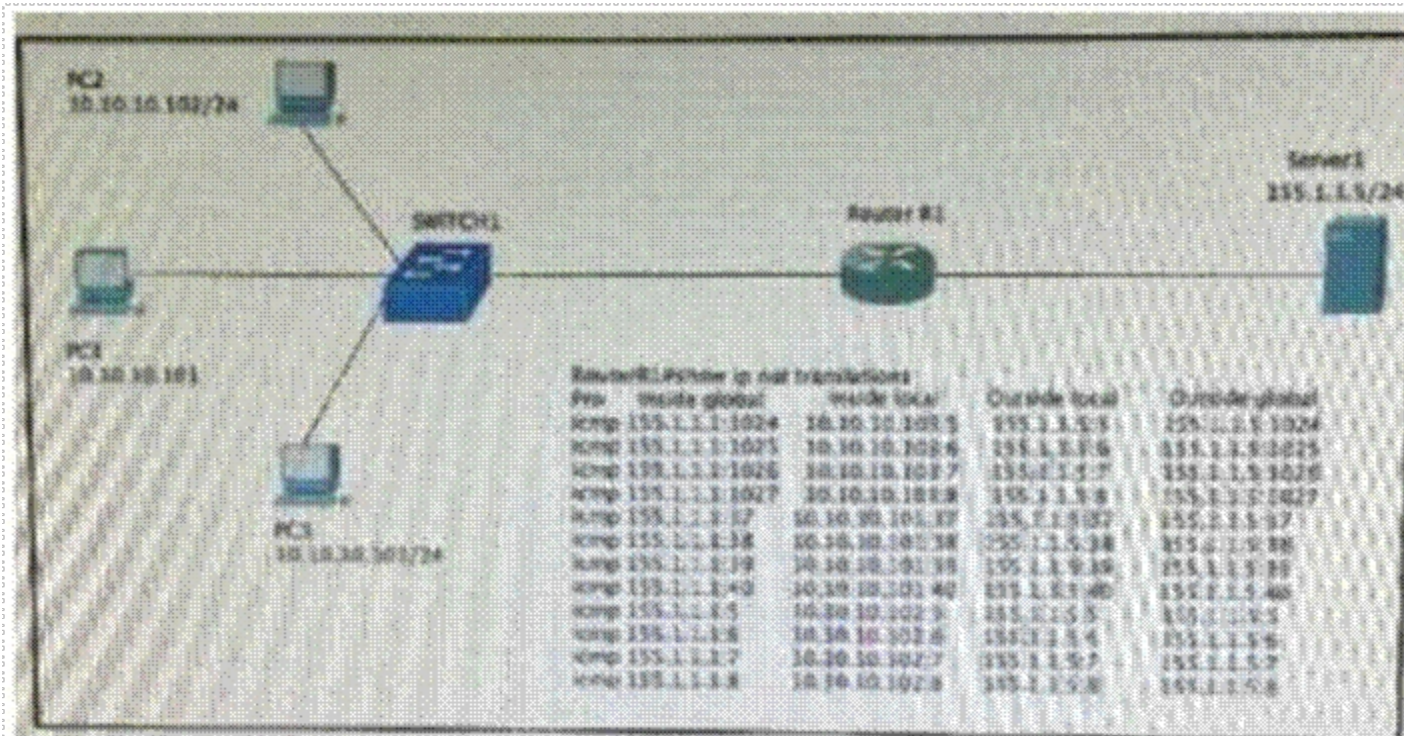 PC2
10.10.10.102/24
Server1
155.1.1.5/24
SWITCH1
Router R1
10.10.10.101
RouterR1#show ip nat translations
Pro Inside global Inside local Outside local Outside global
icmp 155.1.1.1:1024 10.10.10.103:5 155.1.1.5:5 155.1.1.5:1024
icmp 155.1.1.1:1025 10.10.10.103:6 155.1.1.5:6 155.1.1.5:1025
icmp 155.1.1.1:1026 10.10.10.103:7 155.1.1.5:7 155.1.1.5:1026
icmp 155.1.1.1:1027 10.10.10.103:8 155.1.1.5:8 155.1.1.5:1027
icmp 155.1.1.1:37 10.10.10.101:37 155.1.1.5:37 155.1.1.5:37
icmp 155.1.1.1:38 10.10.10.101:38 155.1.1.5:38 155.1.1.5:38
icmp 155.1.1.1:39 10.10.10.101:39 155.1.1.5:39 155.1.1.5:39
icmp 155.1.1.1:40 10.10.10.101:40 155.1.1.5:40 155.1.1.5:40
icmp 155.1.1.1:5 10.10.10.102:5 155.1.1.5:5 155.1.1.5:5
icmp 155.1.1.1:6 10.10.10.102:6 155.1.1.5:6 155.1.1.5:6
icmp 155.1.1.1:7 10.10.10.102:7 155.1.1.5:7 155.1.1.5:7
icmp 155.1.1.1:8 10.10.10.102:8 155.1.1.5:8 155.1.1.5:8
10.10.10.103/24